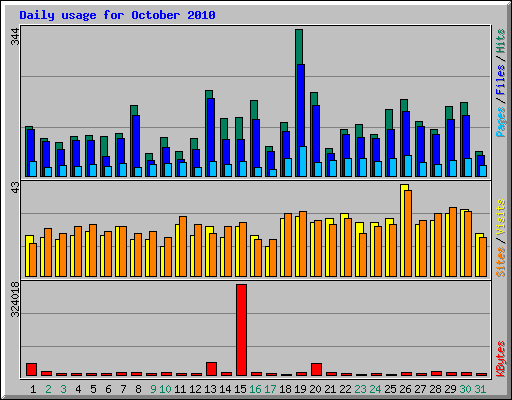 Daily usage for October 2010
344
Pages / Files / Hits
43
Sites / Visits
324018
KBytes
1 2 3 4 5 6 7 8 9 10 11 12 13 14 15 16 17 18 19 20 21 22 23 24 25 26 27 28 29 30 31